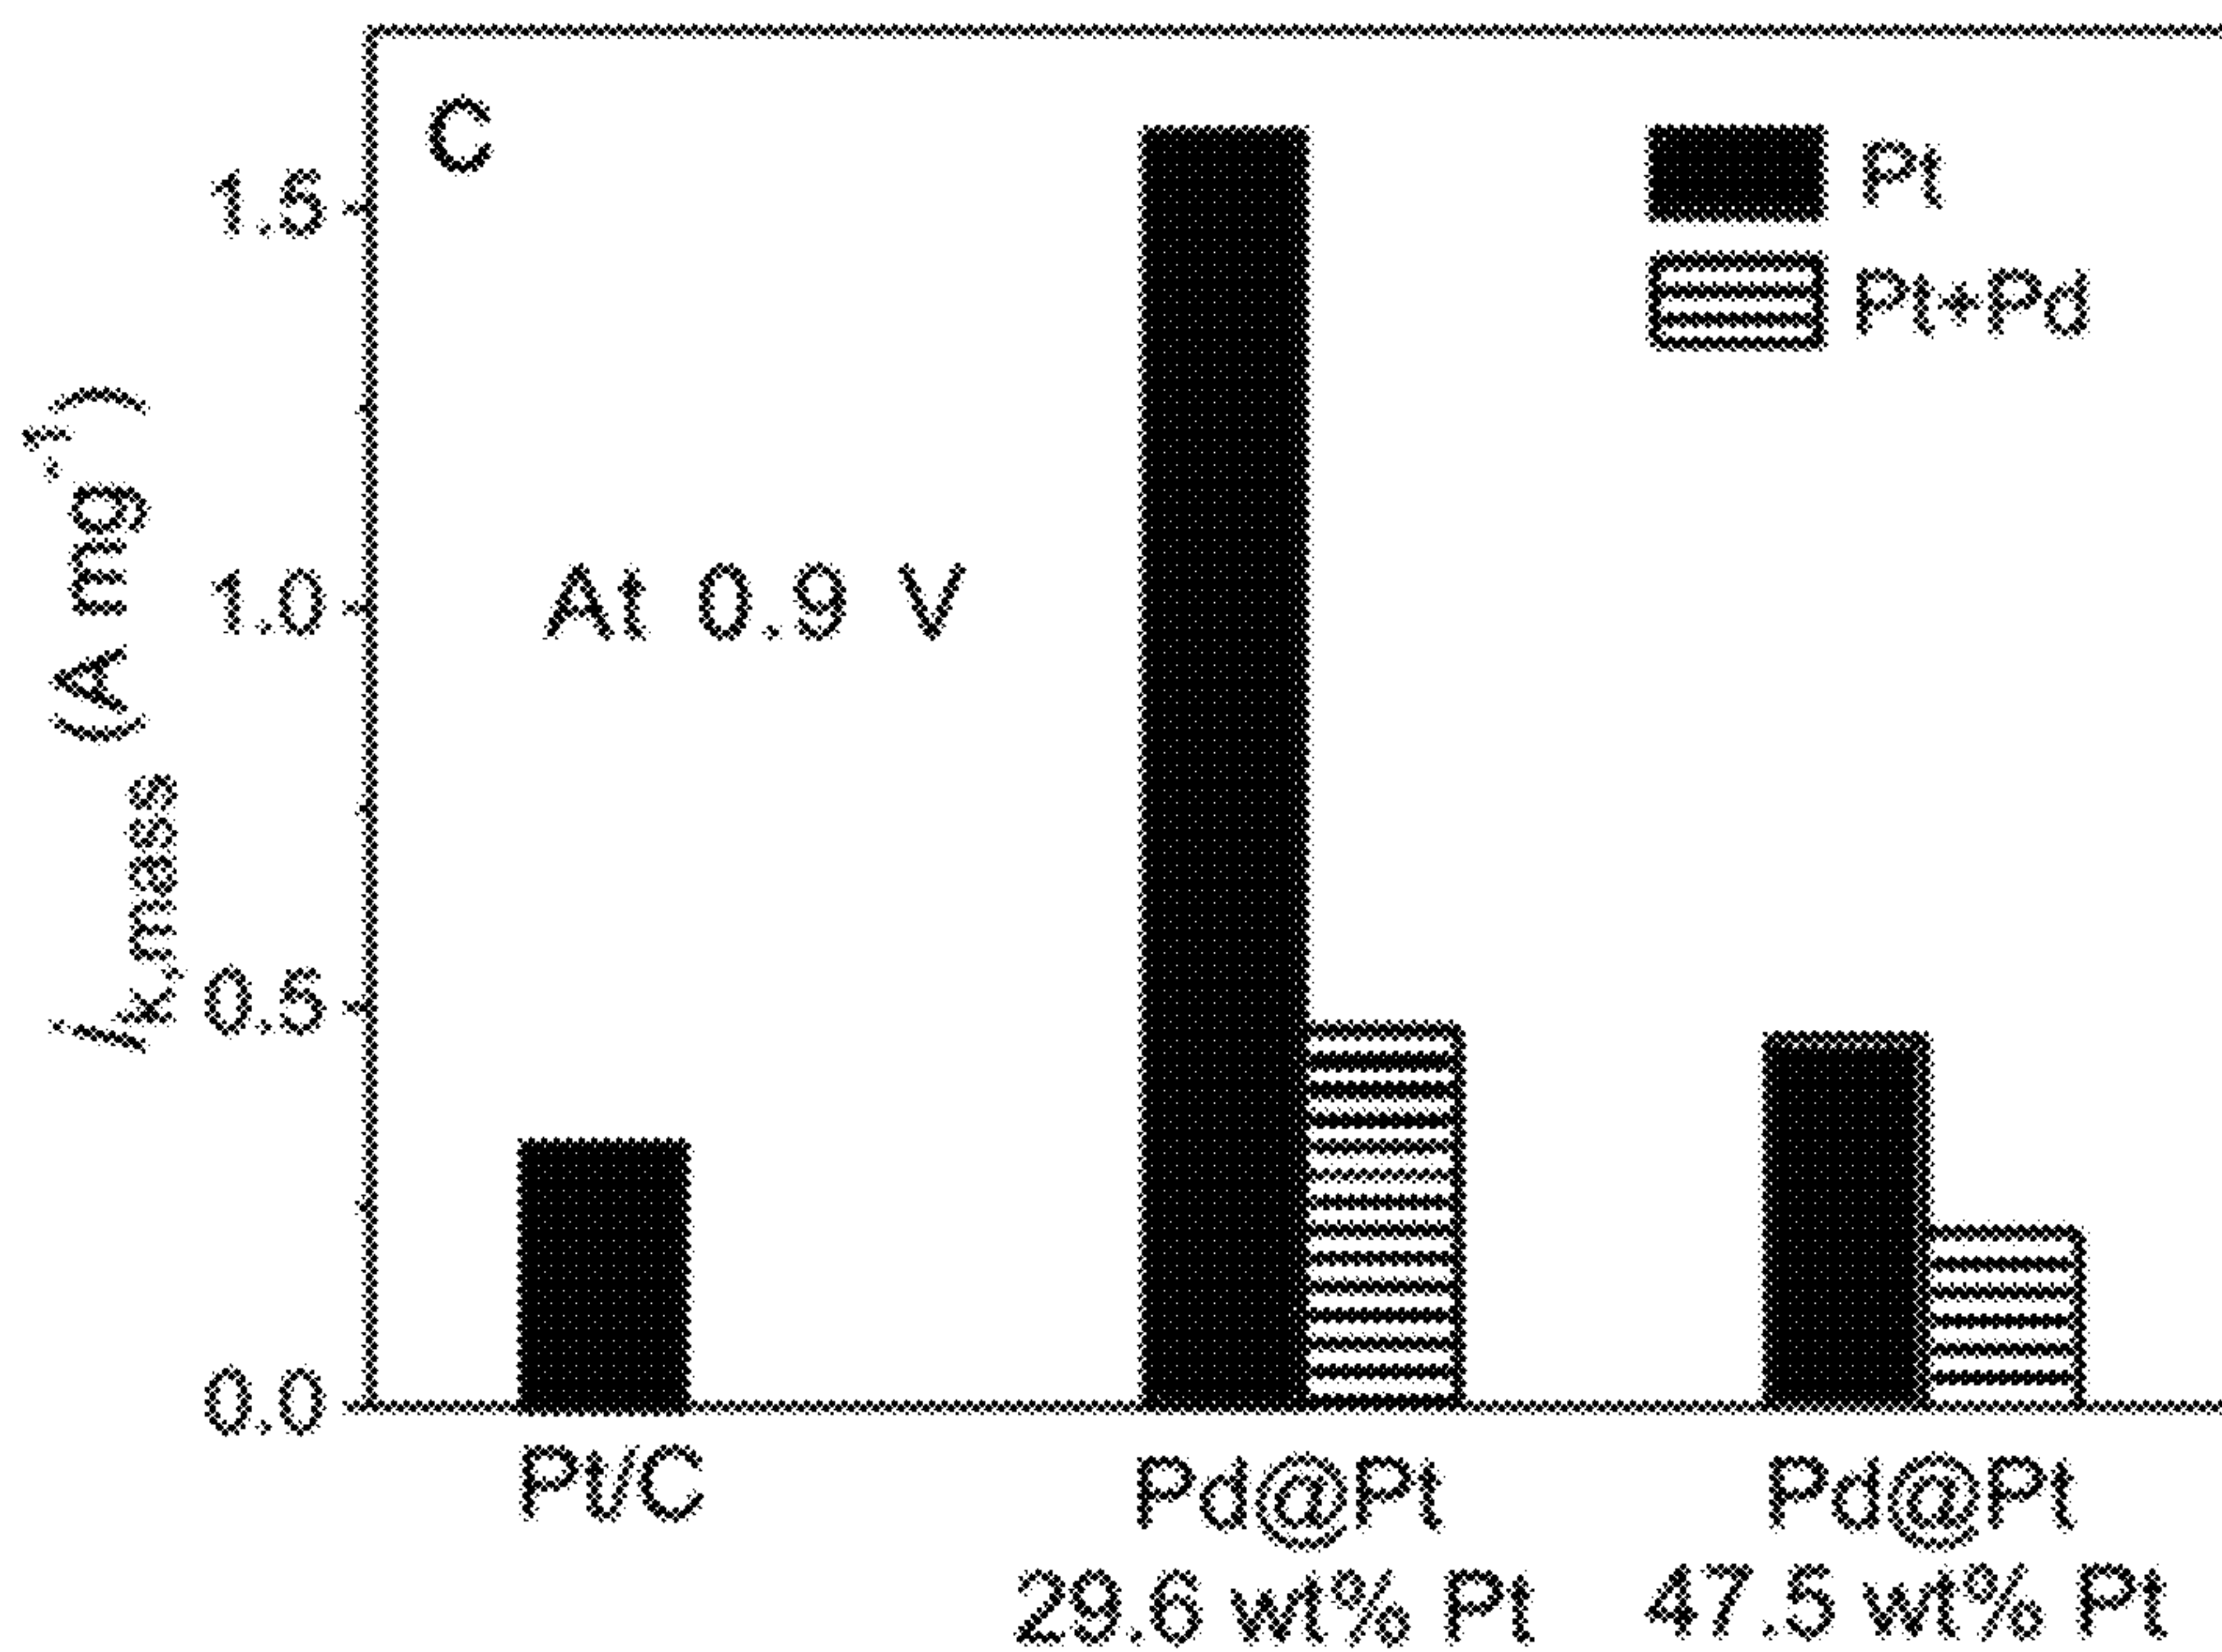 C
Pt
Pt+Pd
At 0.9 V
j_k,mass (A mg^-1)
1.5
1.0
0.5
0.0
Pt/C
Pd@Pt
29.6 wt% Pt
Pd@Pt
47.5 wt% Pt